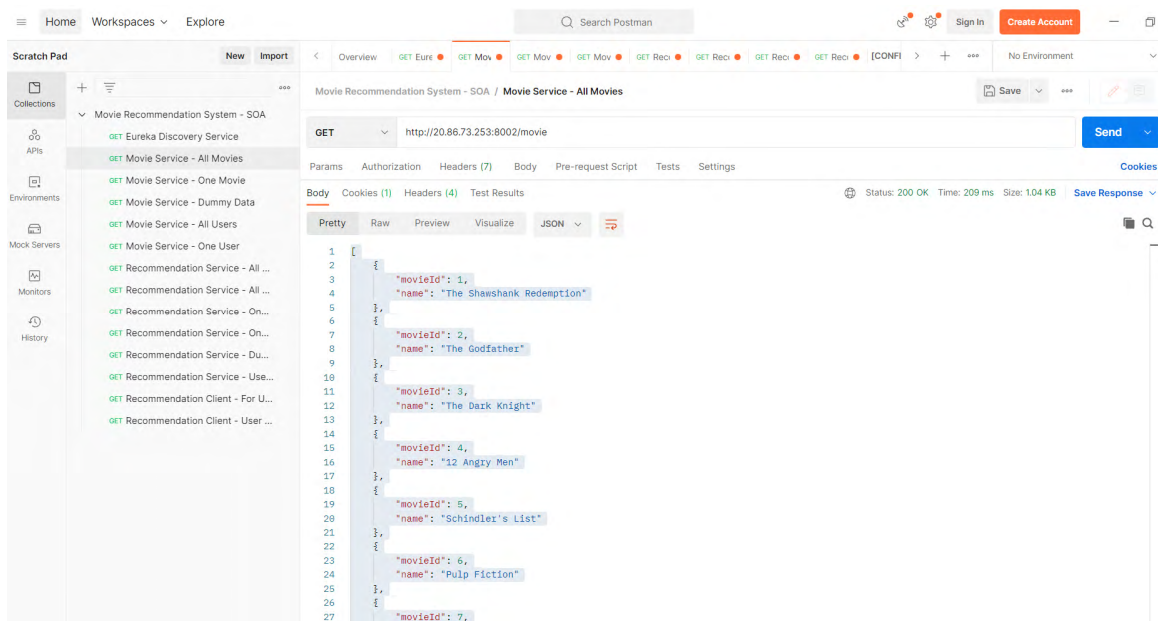 Home Workspaces Explore Search Postman Sign In Create Account
Scratch Pad New Import Overview GET Eure GET Mov GET Mov GET Mov GET Rec GET Rec GET Rec GET Rec [CONFI No Environment
Collections
APIs
Environments
Mock Servers
Monitors
History
Movie Recommendation System - SOA
GET Eureka Discovery Service
GET Movie Service - All Movies
GET Movie Service - One Movie
GET Movie Service - Dummy Data
GET Movie Service - All Users
GET Movie Service - One User
GET Recommendation Service - All ...
GET Recommendation Service - All ...
GET Recommendation Service - On...
GET Recommendation Service - On...
GET Recommendation Service - Du...
GET Recommendation Service - Use...
GET Recommendation Client - For U...
GET Recommendation Client - User ...
Movie Recommendation System - SOA / Movie Service - All Movies Save
GET http://20.86.73.253:8002/movie Send
Params Authorization Headers (7) Body Pre-request Script Tests Settings Cookies
Body Cookies (1) Headers (4) Test Results Status: 200 OK Time: 209 ms Size: 1.04 KB Save Response
Pretty Raw Preview Visualize JSON
1 [
2 {
3 "movieId": 1,
4 "name": "The Shawshank Redemption"
5 },
6 {
7 "movieId": 2,
8 "name": "The Godfather"
9 },
10 {
11 "movieId": 3,
12 "name": "The Dark Knight"
13 },
14 {
15 "movieId": 4,
16 "name": "12 Angry Men"
17 },
18 {
19 "movieId": 5,
20 "name": "Schindler's List"
21 },
22 {
23 "movieId": 6,
24 "name": "Pulp Fiction"
25 },
26 {
27 "movieId": 7,